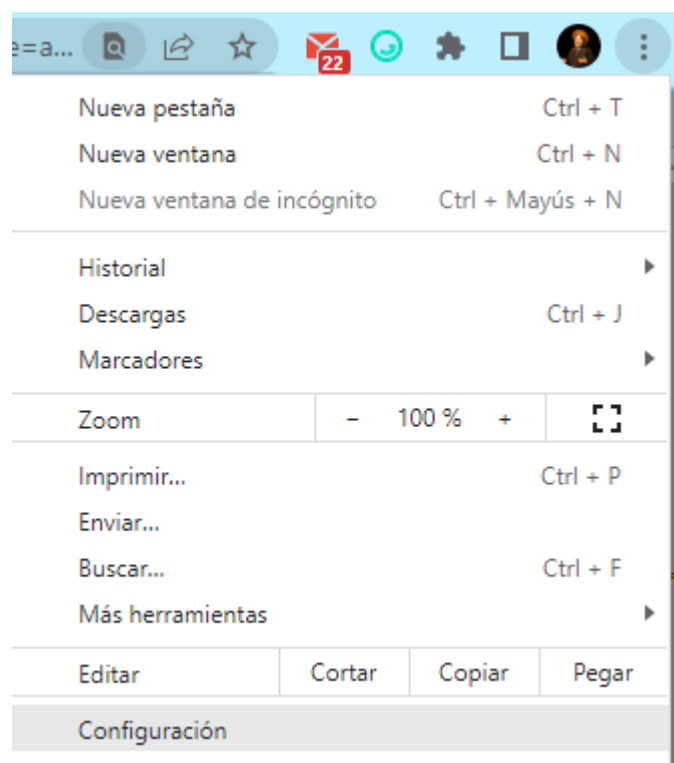 e=a...
22
Nueva pestaña Ctrl + T
Nueva ventana Ctrl + N
Nueva ventana de incógnito Ctrl + Mayús + N
Historial
Descargas Ctrl + J
Marcadores
Zoom - 100 % +
Imprimir... Ctrl + P
Enviar...
Buscar... Ctrl + F
Más herramientas
Editar Cortar Copiar Pegar
Configuración